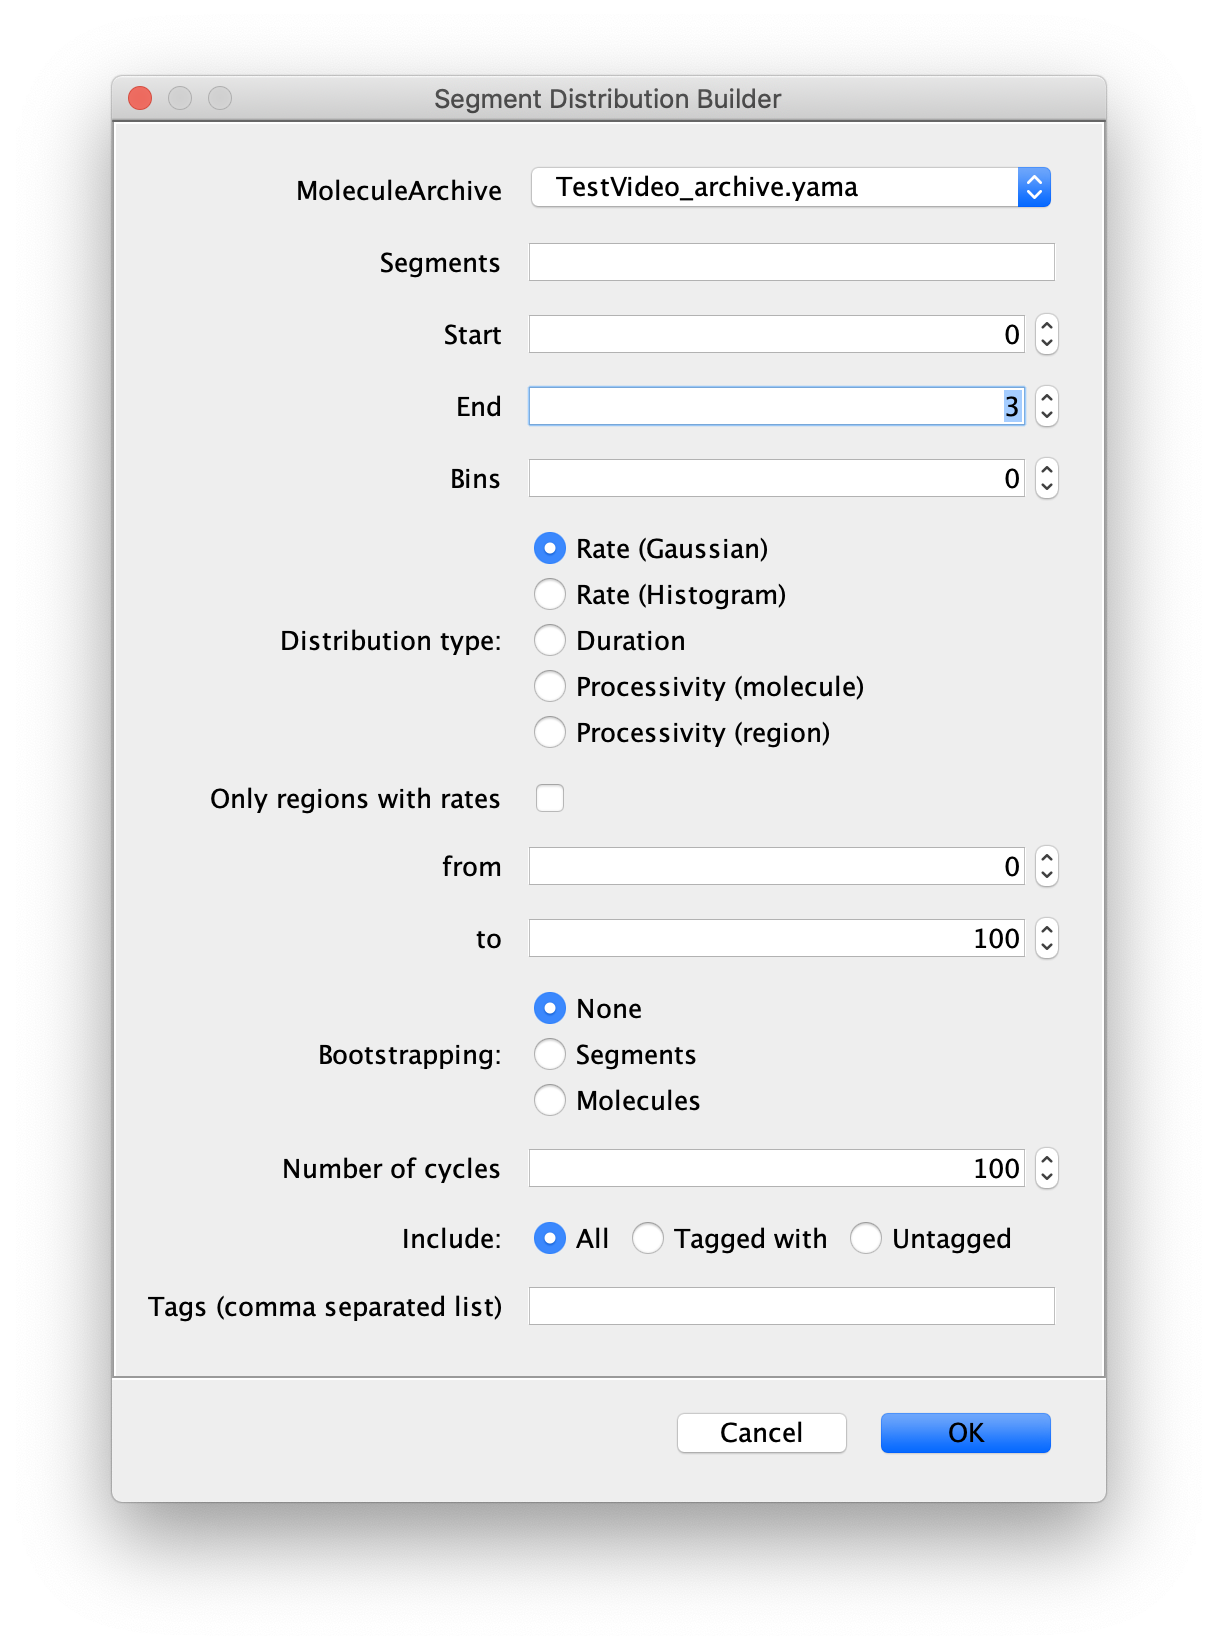 Segment Distribution Builder
MoleculeArchive TestVideo_archive.yama
Segments
Start 0
End 3
Bins 0
Rate (Gaussian)
Rate (Histogram)
Distribution type: Duration
Processivity (molecule)
Processivity (region)
Only regions with rates
from 0
to 100
None
Bootstrapping: Segments
Molecules
Number of cycles 100
Include: All Tagged with Untagged
Tags (comma separated list)
Cancel OK